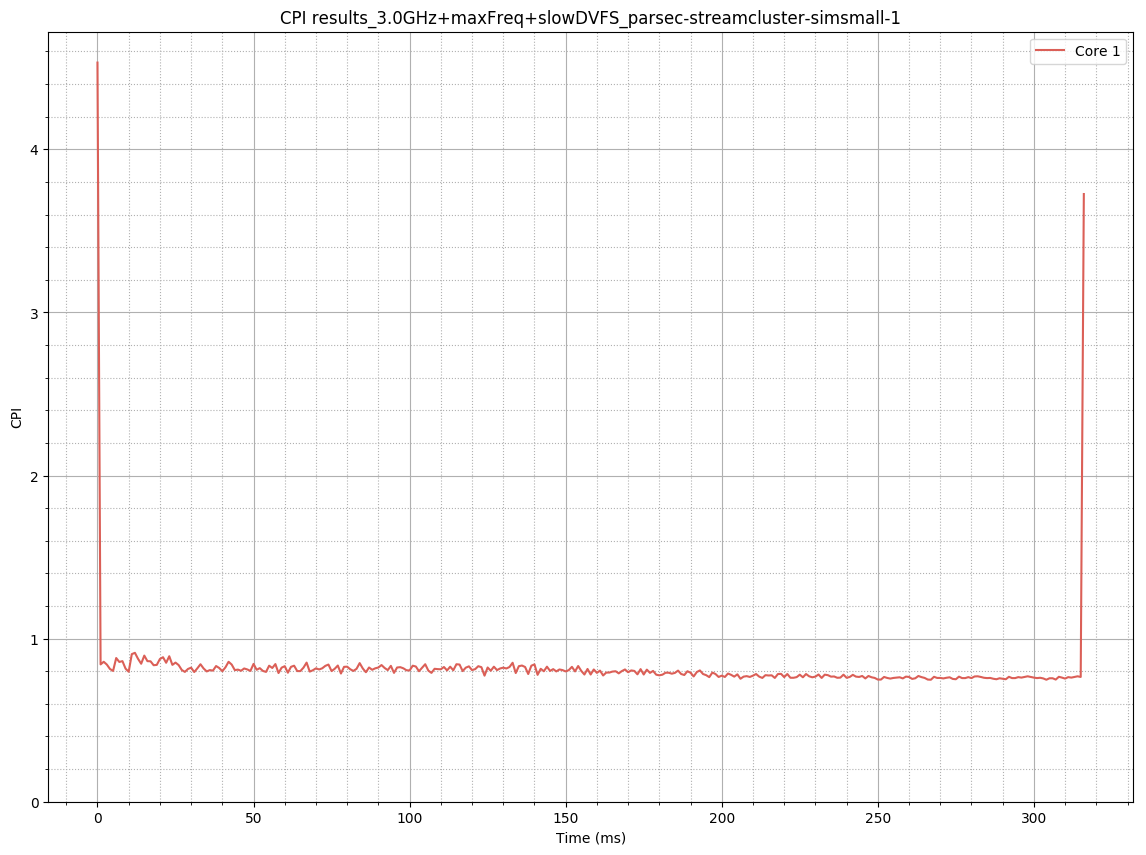 CPI results_3.0GHz+maxFreq+slowDVFS_parsec-streamcluster-simsmall-1
Core 1
4
3
2
1
0
CPI
0 50 100 150 200 250 300
Time (ms)